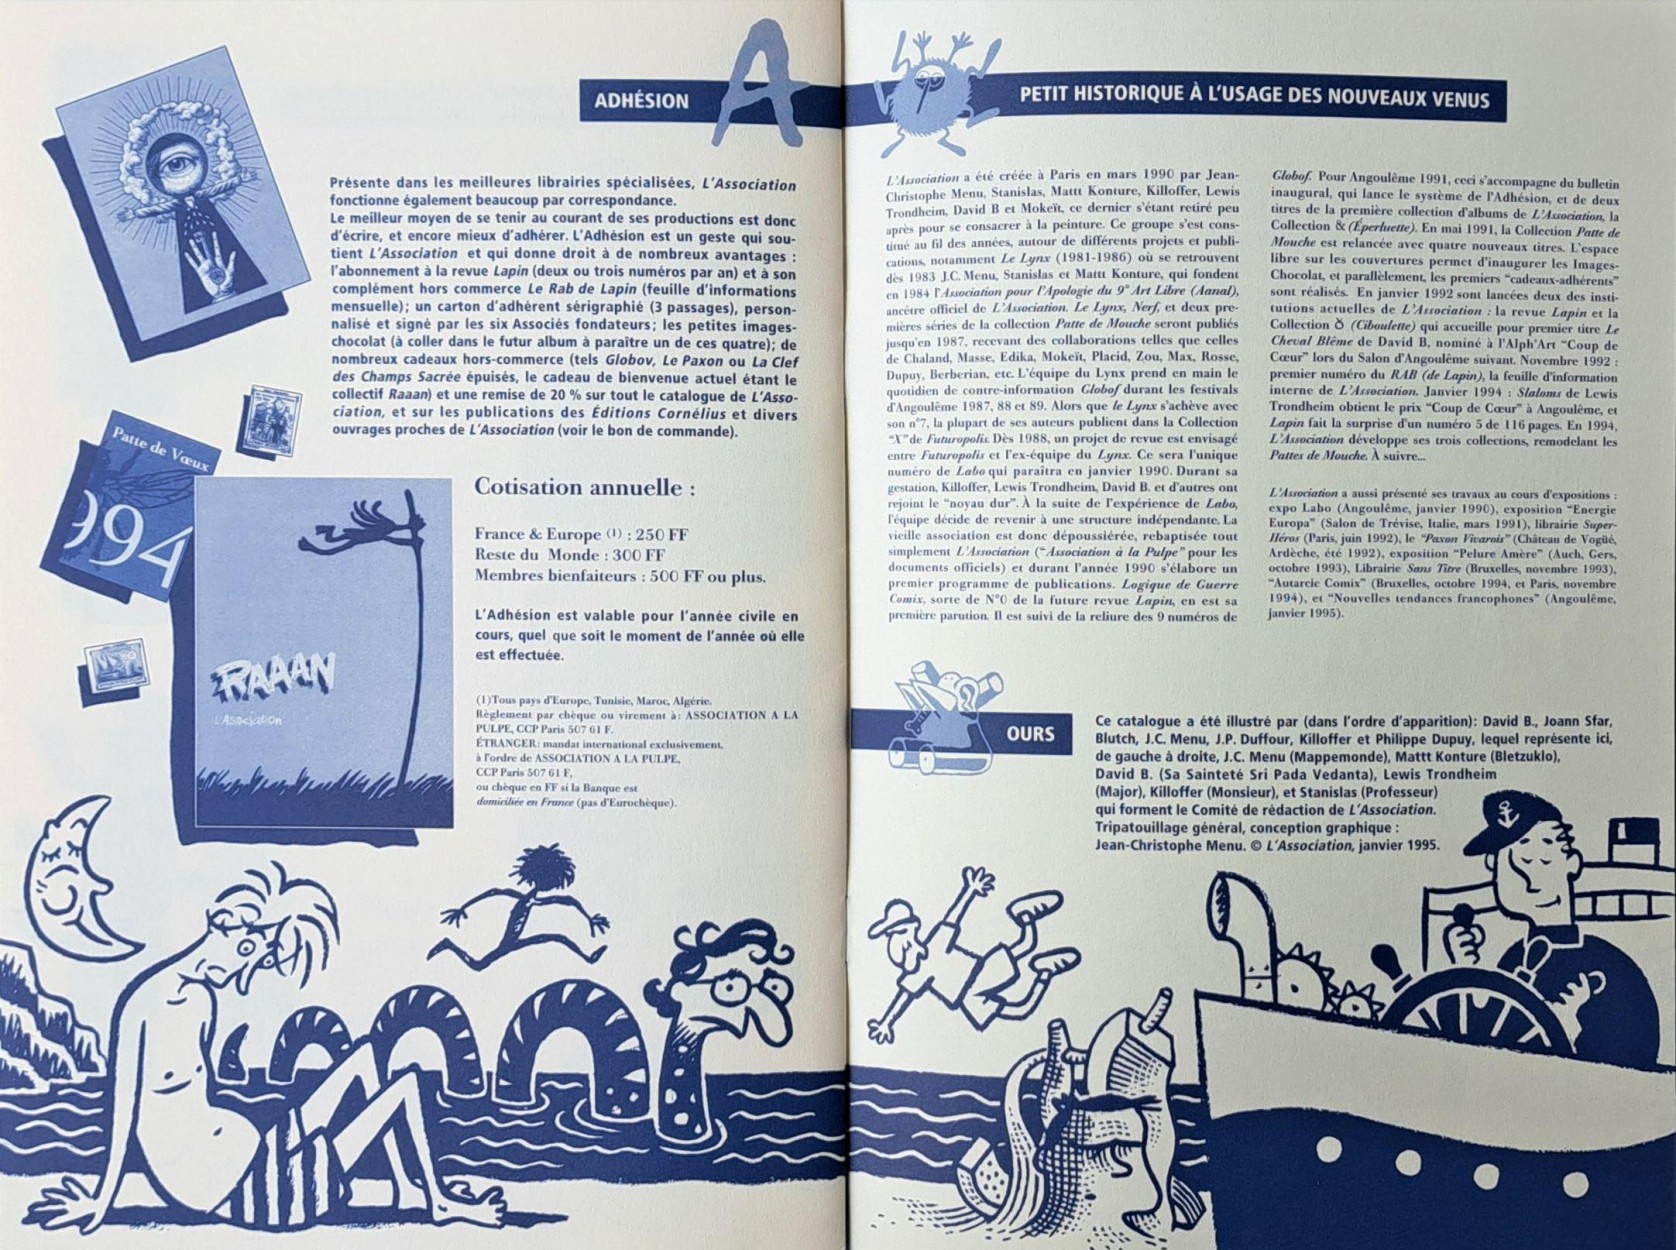 ADHÉSION
A
Présente dans les meilleures librairies spécialisées, L'Association
fonctionne également beaucoup par correspondance.
Le meilleur moyen de se tenir au courant de ses productions est donc
d'écrire, et encore mieux d'adhérer. L'Adhésion est un geste qui sou-
tient L'Association et qui donne droit à de nombreux avantages :
l'abonnement à la revue Lapin (deux ou trois numéros par an) et à son
complément hors commerce Le Rab de Lapin (feuille d'informations
mensuelle); un carton d'adhérent sérigraphié (3 passages), person-
nalisé et signé par les six Associés fondateurs; les petites images-
chocolat (à coller dans le futur album à paraître un de ces quatre); de
nombreux cadeaux hors-commerce (tels Globov, Le Paxon ou La Clef
des Champs Sacrée épuisés, le cadeau de bienvenue actuel étant le
collectif Raaan) et une remise de 20 % sur tout le catalogue de L'Asso-
ciation, et sur les publications des Éditions Cornélius et divers
ouvrages proches de L'Association (voir le bon de commande).
Patte de Vœux
994
RAAAN
L'Association
Cotisation annuelle :
France & Europe (1) : 250 FF
Reste du Monde : 300 FF
Membres bienfaiteurs : 500 FF ou plus.
L'Adhésion est valable pour l'année civile en
cours, quel que soit le moment de l'année où elle
est effectuée.
(1) Tous pays d'Europe, Tunisie, Maroc, Algérie.
Règlement par chèque ou virement à : ASSOCIATION A LA
PULPE, CCP Paris 507 61 F.
ÉTRANGER : mandat international exclusivement,
à l'ordre de ASSOCIATION A LA PULPE,
CCP Paris 507 61 F,
ou chèque en FF si la Banque est
domiciliée en France (pas d'Eurochèque).
PETIT HISTORIQUE À L'USAGE DES NOUVEAUX VENUS
L'Association a été créée à Paris en mars 1990 par Jean-
Christophe Menu, Stanislas, Mattt Konture, Killoffer, Lewis
Trondheim, David B et Mokeït, ce dernier s'étant retiré peu
après pour se consacrer à la peinture. Ce groupe s'est cons-
titué au fil des années, autour de différents projets et publi-
cations, notamment Le Lynx (1981-1986) où se retrouvent
dès 1983 J.C. Menu, Stanislas et Mattt Konture, qui fondent
en 1984 l'Association pour l'Apologie du 9° Art Libre (Aanal),
ancêtre officiel de L'Association. Le Lynx, Nerf, et deux pre-
mières séries de la collection Patte de Mouche seront publiés
jusqu'en 1987, recevant des collaborations telles que celles
de Chaland, Masse, Edika, Mokeït, Placid, Zou, Max, Rosse,
Dupuy, Berberian, etc. L'équipe du Lynx prend en main le
quotidien de contre-information Globof durant les festivals
d'Angoulême 1987, 88 et 89. Alors que le Lynx s'achève avec
son n°7, la plupart de ses auteurs publient dans la Collection
“X” de Futuropolis. Dès 1988, un projet de revue est envisagé
entre Futuropolis et l'ex-équipe du Lynx. Ce sera l'unique
numéro de Labo qui paraîtra en janvier 1990. Durant sa
gestation, Killoffer, Lewis Trondheim, David B. et d'autres ont
rejoint le “noyau dur”. À la suite de l'expérience de Labo,
l'équipe décide de revenir à une structure indépendante. La
vieille association est donc dépoussiérée, rebaptisée tout
simplement L'Association (“Association à la Pulpe” pour les
documents officiels) et durant l'année 1990 s'élabore un
premier programme de publications. Logique de Guerre
Comix, sorte de N°0 de la future revue Lapin, en est sa
première parution. Il est suivi de la reliure des 9 numéros de
Globof. Pour Angoulême 1991, ceci s'accompagne du bulletin
inaugural, qui lance le système de l'Adhésion, et de deux
titres de la première collection d'albums de L'Association, la
Collection & (Éperluette). En mai 1991, la Collection Patte de
Mouche est relancée avec quatre nouveaux titres. L'espace
libre sur les couvertures permet d'inaugurer les Images-
Chocolat, et parallèlement, les premiers “cadeaux-adhérents”
sont réalisés. En janvier 1992 sont lancées deux des insti-
tutions actuelles de L'Association : la revue Lapin et la
Collection (Ciboulette) qui accueille pour premier titre Le
Cheval Blême de David B, nominé à l'Alph'Art “Coup de
Cœur” lors du Salon d'Angoulême suivant. Novembre 1992 :
premier numéro du RAB (de Lapin), la feuille d'information
interne de L'Association. Janvier 1994 : Slaloms de Lewis
Trondheim obtient le prix “Coup de Cœur” à Angoulême, et
Lapin fait la surprise d'un numéro 5 de 116 pages. En 1994,
L'Association développe ses trois collections, remodelant les
Pattes de Mouche. À suivre...
L'Association a aussi présenté ses travaux au cours d'expositions :
expo Labo (Angoulême, janvier 1990), exposition “Energie
Europa” (Salon de Trévise, Italie, mars 1991), librairie Super-
Héros (Paris, juin 1992), le “Paxon Vivarois” (Château de Vogüé,
Ardèche, été 1992), exposition “Pelure Amère” (Auch, Gers,
octobre 1993), Librairie Sans Titre (Bruxelles, novembre 1993),
“Autarcic Comix” (Bruxelles, octobre 1994, et Paris, novembre
1994), et “Nouvelles tendances francophones” (Angoulême,
janvier 1995).
OURS
Ce catalogue a été illustré par (dans l'ordre d'apparition): David B., Joann Sfar,
Blutch, J.C. Menu, J.P. Duffour, Killoffer et Philippe Dupuy, lequel représente ici,
de gauche à droite, J.C. Menu (Mappemonde), Mattt Konture (Bletzuklo),
David B. (Sa Sainteté Sri Pada Vedanta), Lewis Trondheim
(Major), Killoffer (Monsieur), et Stanislas (Professeur)
qui forment le Comité de rédaction de L'Association.
Tripatouillage général, conception graphique :
Jean-Christophe Menu. © L'Association, janvier 1995.